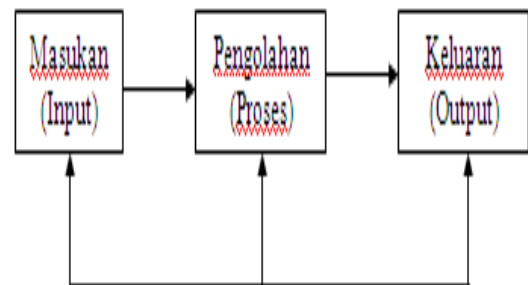 Masukan
(Input)
Pengolahan
(Proses)
Keluaran
(Output)